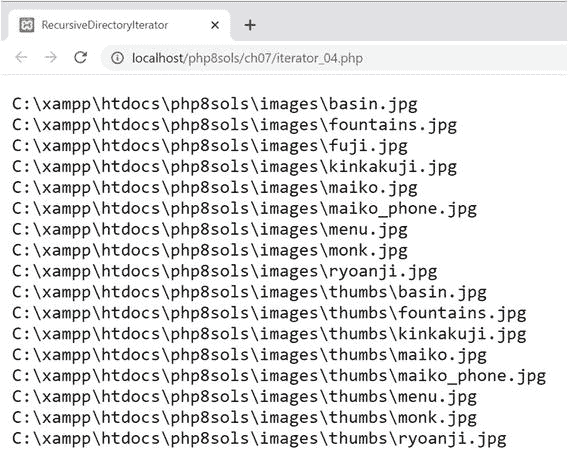 RecursiveDirectoryIterator
localhost/php8sols/ch07/iterator_04.php
C:\xampp\htdocs\php8sols\images\basin.jpg
C:\xampp\htdocs\php8sols\images\fountains.jpg
C:\xampp\htdocs\php8sols\images\fuji.jpg
C:\xampp\htdocs\php8sols\images\kinkakuji.jpg
C:\xampp\htdocs\php8sols\images\maiko.jpg
C:\xampp\htdocs\php8sols\images\maiko_phone.jpg
C:\xampp\htdocs\php8sols\images\menu.jpg
C:\xampp\htdocs\php8sols\images\monk.jpg
C:\xampp\htdocs\php8sols\images\ryoanji.jpg
C:\xampp\htdocs\php8sols\images\thumbs\basin.jpg
C:\xampp\htdocs\php8sols\images\thumbs\fountains.jpg
C:\xampp\htdocs\php8sols\images\thumbs\kinkakuji.jpg
C:\xampp\htdocs\php8sols\images\thumbs\maiko.jpg
C:\xampp\htdocs\php8sols\images\thumbs\maiko_phone.jpg
C:\xampp\htdocs\php8sols\images\thumbs\menu.jpg
C:\xampp\htdocs\php8sols\images\thumbs\monk.jpg
C:\xampp\htdocs\php8sols\images\thumbs\ryoanji.jpg